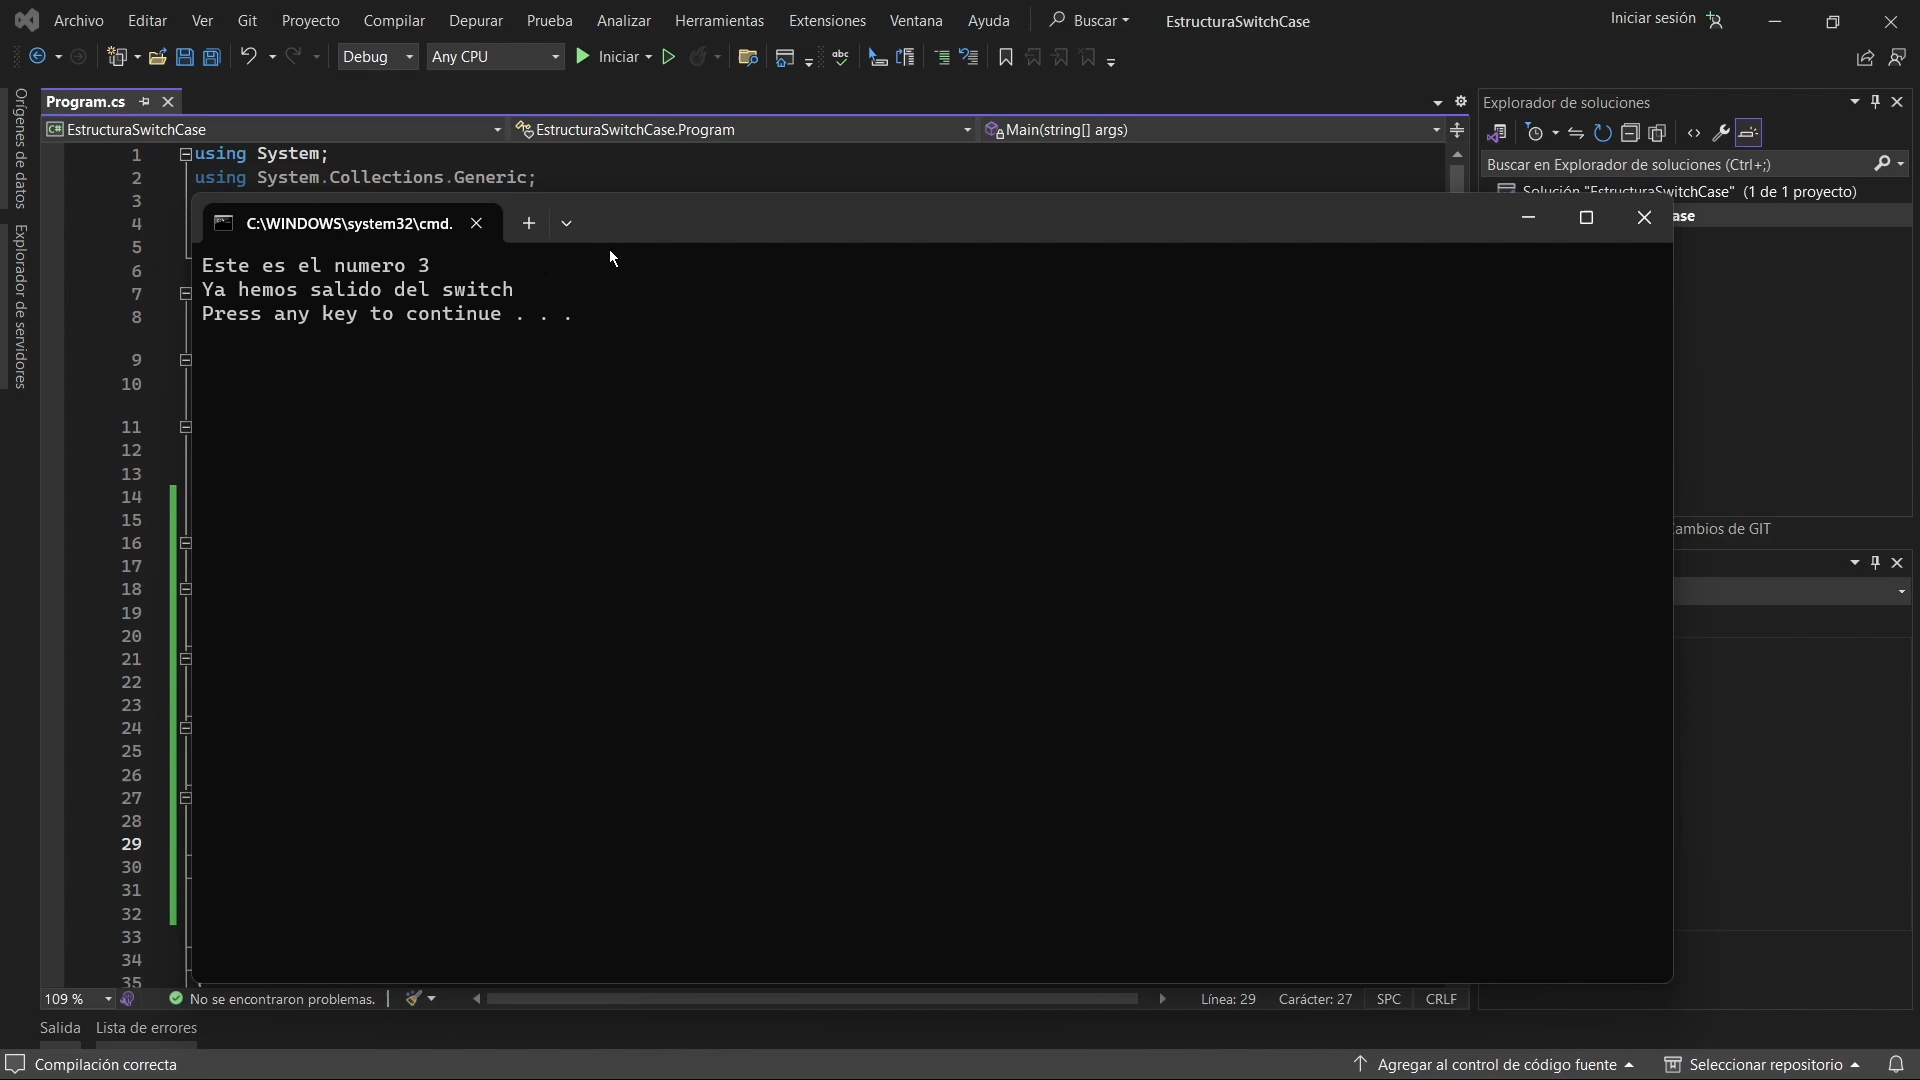 Archivo Editar Ver Git Proyecto Compilar Depurar Prueba Analizar Herramientas Extensiones Ventana Ayuda Buscar EstructuraSwitchCase Iniciar sesión
Debug Any CPU Iniciar abc
Orígenes de datos
Explorador de servidores
Program.cs
C# EstructuraSwitchCase EstructuraSwitchCase.Program Main(string[] args)
1 using System;
2 using System.Collections.Generic;
3
4
5
6
7
8
9
10
11
12
13
14
15
16
17
18
19
20
21
22
23
24
25
26
27
28
29
30
31
32
33
34
35
C:\WINDOWS\system32\cmd.
Este es el numero 3
Ya hemos salido del switch
Press any key to continue . . .
Explorador de soluciones
Buscar en Explorador de soluciones (Ctrl+;)
Solución "EstructuraSwitchCase" (1 de 1 proyecto)
ase
ambios de GIT
109 % No se encontraron problemas. Línea: 29 Carácter: 27 SPC CRLF
Salida Lista de errores
Compilación correcta Agregar al control de código fuente Seleccionar repositorio